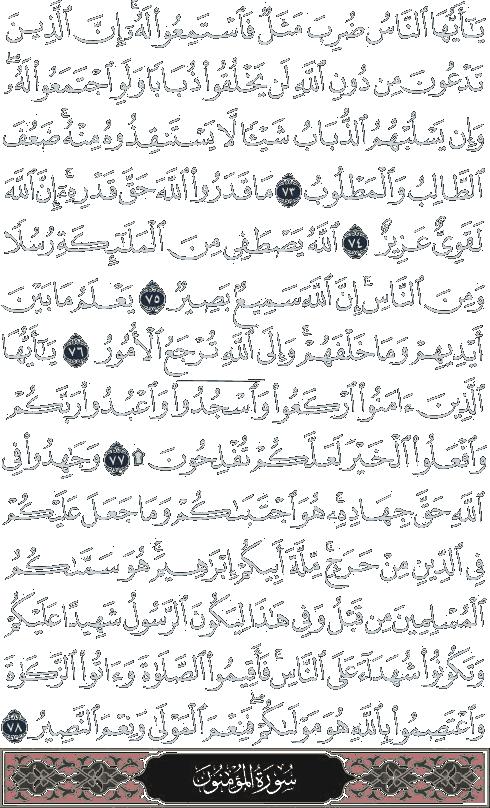 يَـٰٓأَيُّهَا ٱلنَّاسُ ضُرِبَ مَثَلٌ فَٱسْتَمِعُوا۟ لَهُۥٓ ۚ إِنَّ ٱلَّذِينَ
تَدْعُونَ مِن دُونِ ٱللَّهِ لَن يَخْلُقُوا۟ ذُبَابًا وَلَوِ ٱجْتَمَعُوا۟ لَهُۥ ۖ
وَإِن يَسْلُبْهُمُ ٱلذُّبَابُ شَيْـًٔا لَّا يَسْتَنقِذُوهُ مِنْهُ ۚ ضَعُفَ
ٱلطَّالِبُ وَٱلْمَطْلُوبُ ٧٣ مَا قَدَرُوا۟ ٱللَّهَ حَقَّ قَدْرِهِۦٓ ۗ إِنَّ ٱللَّهَ
لَقَوِىٌّ عَزِيزٌ ٧٤ ٱللَّهُ يَصْطَفِى مِنَ ٱلْمَلَـٰٓئِكَةِ رُسُلًا
وَمِنَ ٱلنَّاسِ ۚ إِنَّ ٱللَّهَ سَمِيعٌۢ بَصِيرٌ ٧٥ يَعْلَمُ مَا بَيْنَ
أَيْدِيهِمْ وَمَا خَلْفَهُمْ ۗ وَإِلَى ٱللَّهِ تُرْجَعُ ٱلْأُمُورُ ٧٦ يَـٰٓأَيُّهَا
ٱلَّذِينَ ءَامَنُوا۟ ٱرْكَعُوا۟ وَٱسْجُدُوا۟ وَٱعْبُدُوا۟ رَبَّكُمْ
وَٱفْعَلُوا۟ ٱلْخَيْرَ لَعَلَّكُمْ تُفْلِحُونَ ۩ ٧٧ وَجَـٰهِدُوا۟ فِى
ٱللَّهِ حَقَّ جِهَادِهِۦ ۚ هُوَ ٱجْتَبَىٰكُمْ وَمَا جَعَلَ عَلَيْكُمْ
فِى ٱلدِّينِ مِنْ حَرَجٍ ۚ مِّلَّةَ أَبِيكُمْ إِبْرَٰهِيمَ ۚ هُوَ سَمَّىٰكُمُ
ٱلْمُسْلِمِينَ مِن قَبْلُ وَفِى هَـٰذَا لِيَكُونَ ٱلرَّسُولُ شَهِيدًا عَلَيْكُمْ
وَتَكُونُوا۟ شُهَدَآءَ عَلَى ٱلنَّاسِ ۚ فَأَقِيمُوا۟ ٱلصَّلَوٰةَ وَءَاتُوا۟ ٱلزَّكَوٰةَ
وَٱعْتَصِمُوا۟ بِٱللَّهِ هُوَ مَوْلَىٰكُمْ ۖ فَنِعْمَ ٱلْمَوْلَىٰ وَنِعْمَ ٱلنَّصِيرُ ٧٨
سُورَةُ الْمُؤْمِنُونَ